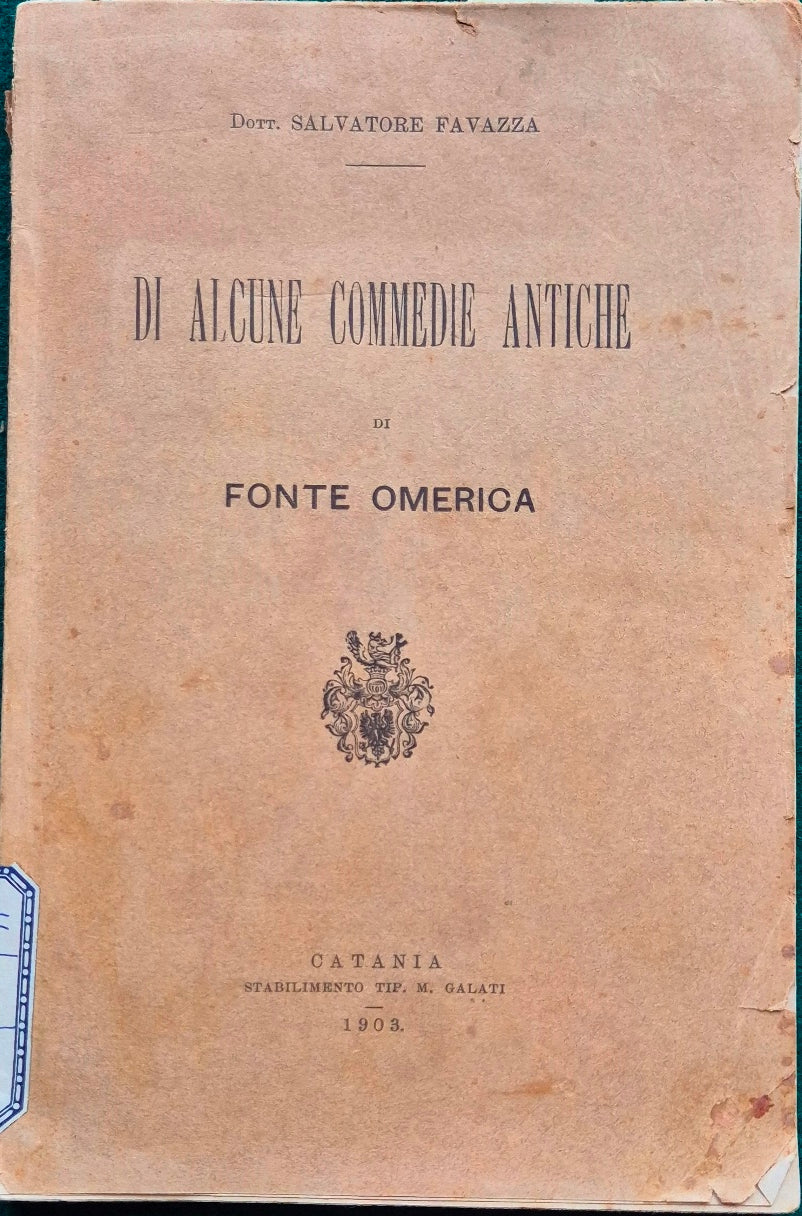 Dott. SALVATORE FAVAZZA
DI ALCUNE COMMEDIE ANTICHE
DI
FONTE OMERICA
CATANIA
STABILIMENTO TIP. M. GALATI
1903.